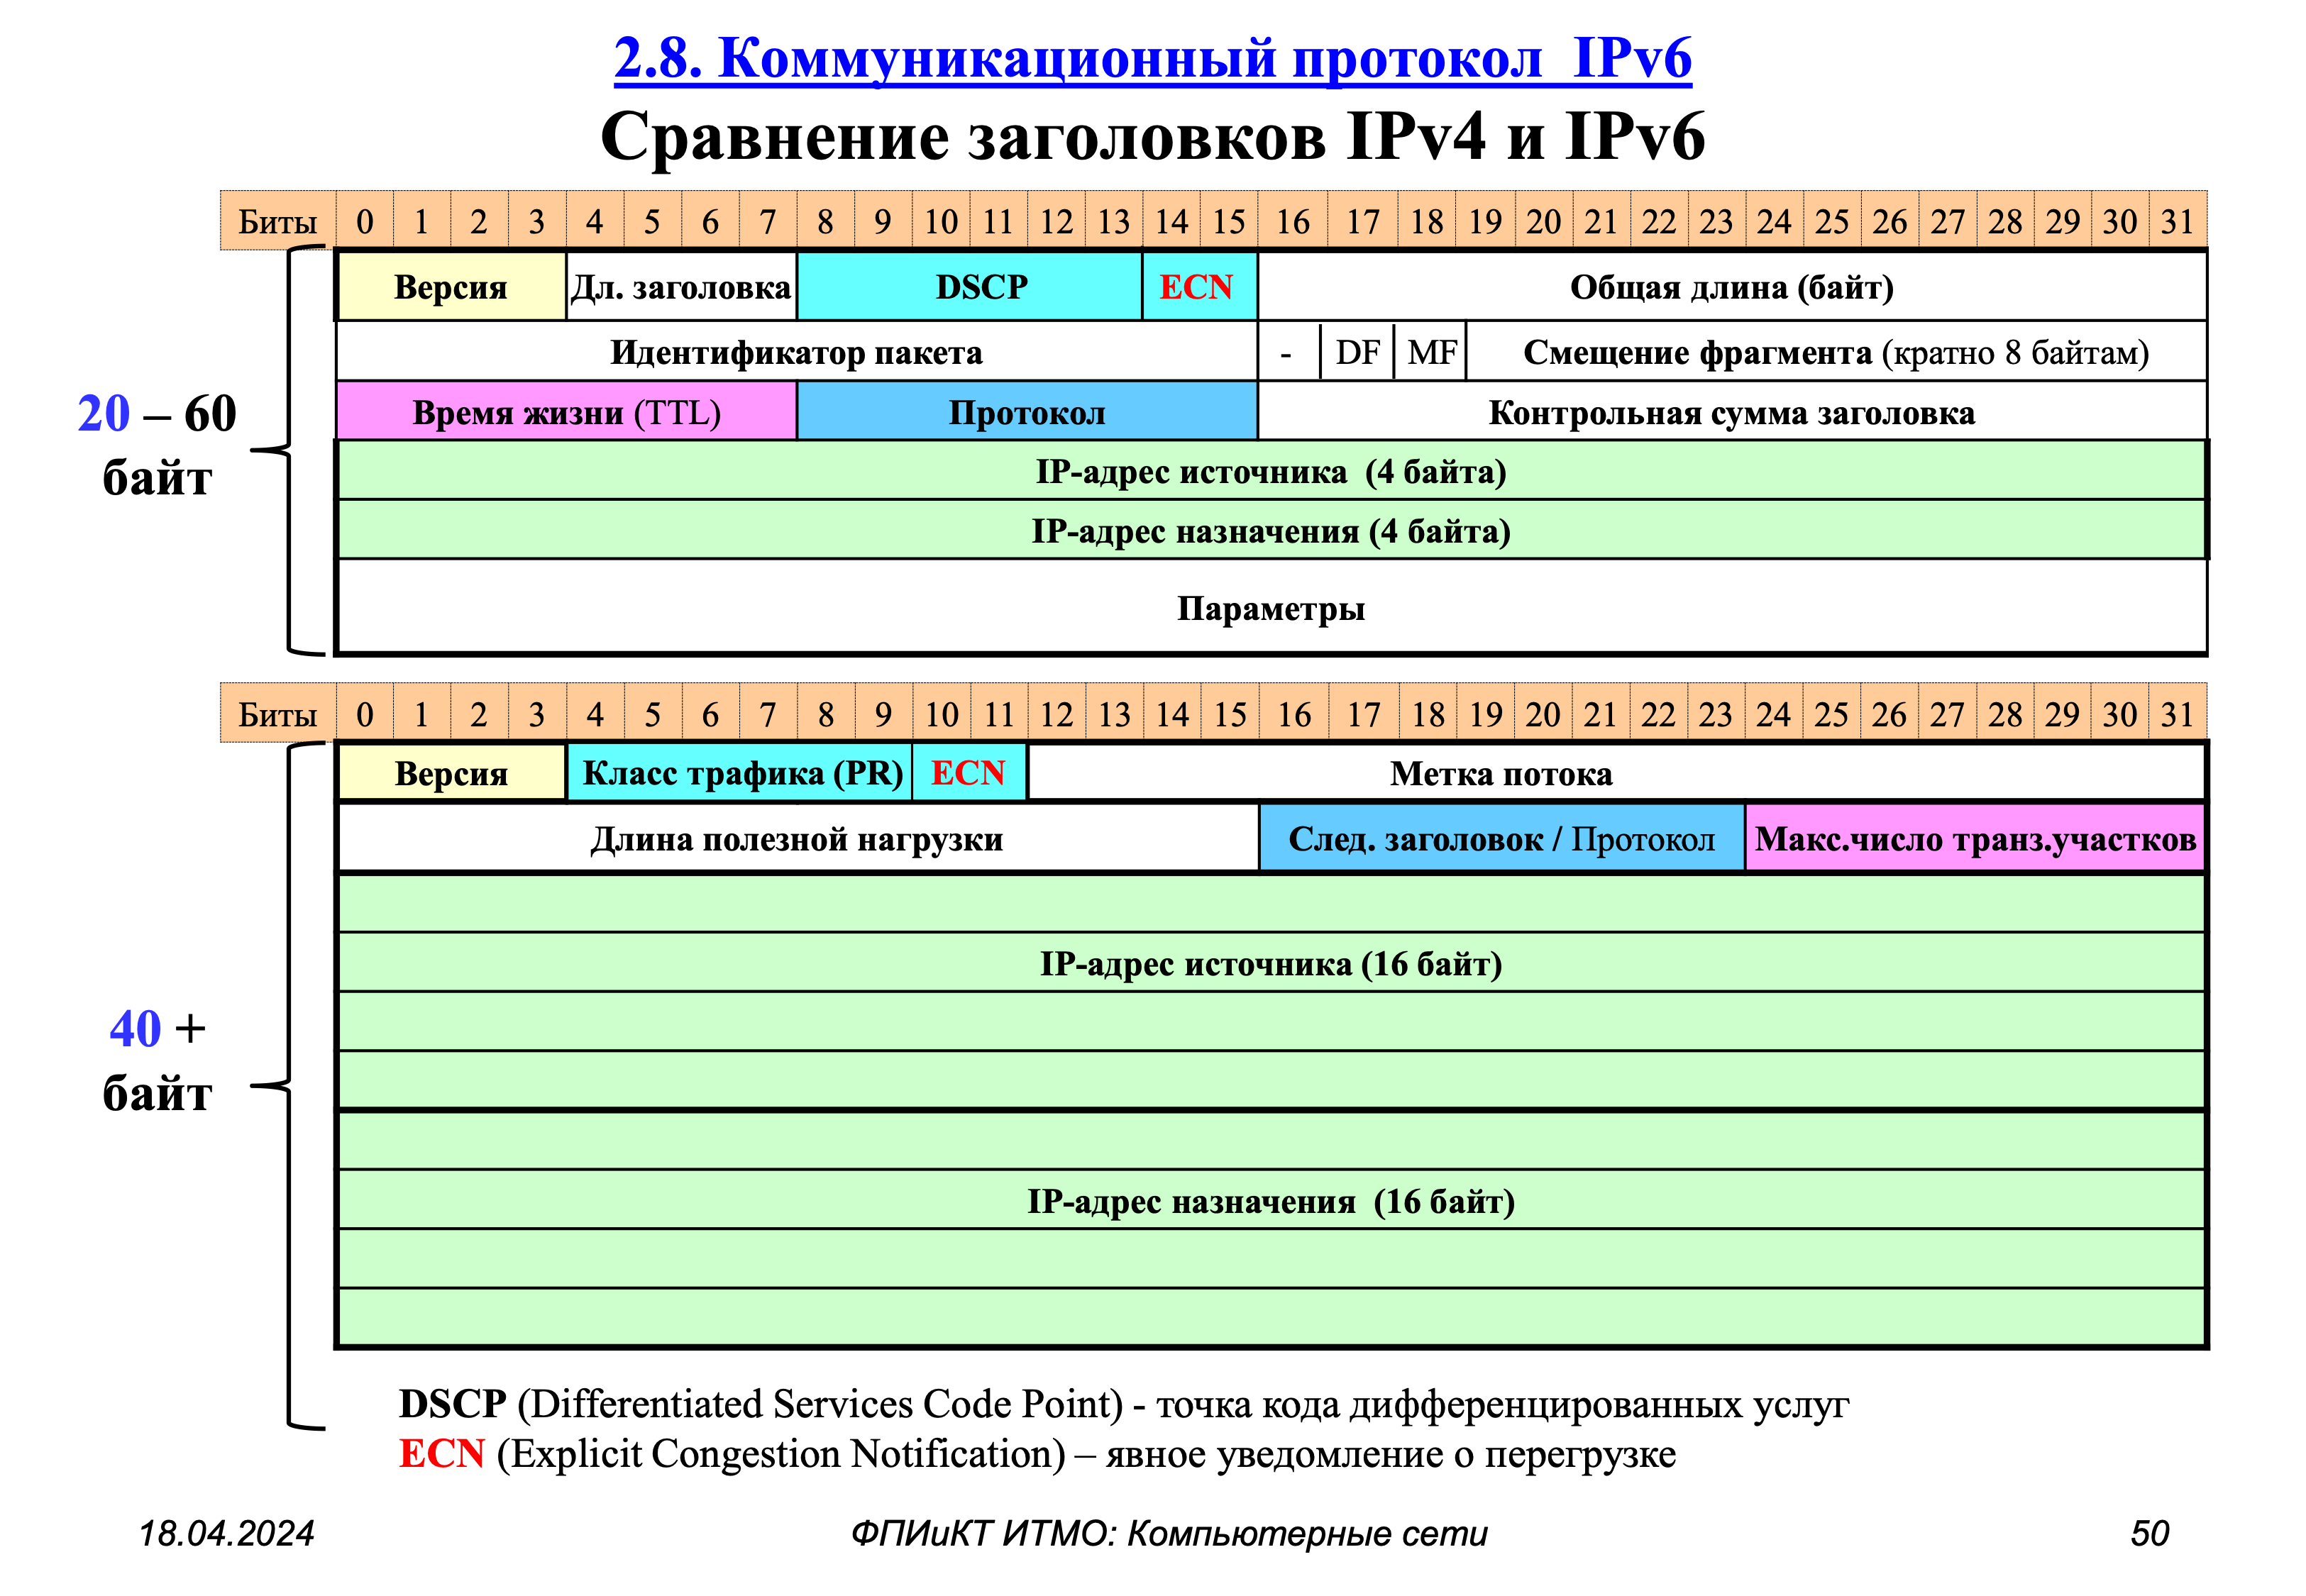 2.8. Коммуникационный протокол IPv6
Сравнение заголовков IPv4 и IPv6
Биты 0 1 2 3 4 5 6 7 8 9 10 11 12 13 14 15 16 17 18 19 20 21 22 23 24 25 26 27 28 29 30 31
Версия Дл. заголовка DSCP ECN Общая длина (байт)
Идентификатор пакета - DF MF Смещение фрагмента (кратно 8 байтам)
20 – 60
байт
Время жизни (TTL) Протокол Контрольная сумма заголовка
IP-адрес источника (4 байта)
IP-адрес назначения (4 байта)
Параметры
Биты 0 1 2 3 4 5 6 7 8 9 10 11 12 13 14 15 16 17 18 19 20 21 22 23 24 25 26 27 28 29 30 31
Версия Класс трафика (PR) ECN Метка потока
Длина полезной нагрузки След. заголовок / Протокол Макс.число транз.участков
IP-адрес источника (16 байт)
40 +
байт
IP-адрес назначения (16 байт)
DSCP (Differentiated Services Code Point) - точка кода дифференцированных услуг
ECN (Explicit Congestion Notification) – явное уведомление о перегрузке
18.04.2024 ФПИиКТ ИТМО: Компьютерные сети 50